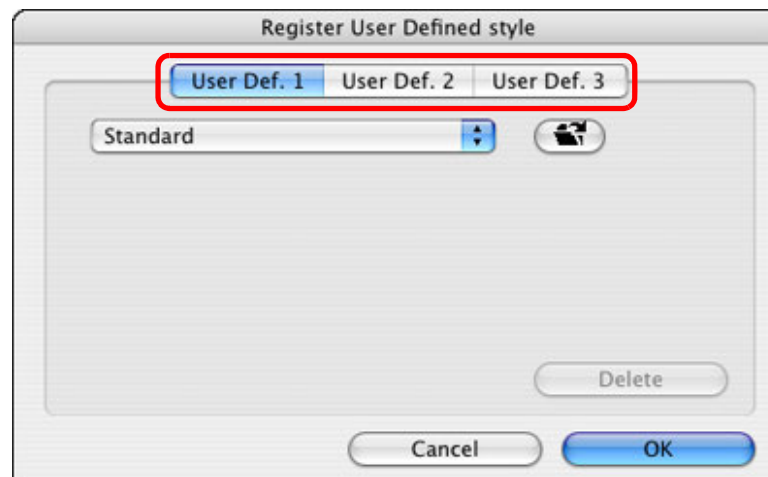 Register User Defined style
User Def. 1 User Def. 2 User Def. 3
Standard
Delete
Cancel OK